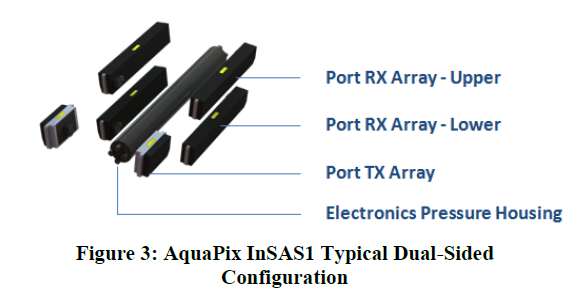 Port RX Array - Upper
Port RX Array - Lower
Port TX Array
Electronics Pressure Housing
Figure 3: AquaPix InSAS1 Typical Dual-Sided
Configuration